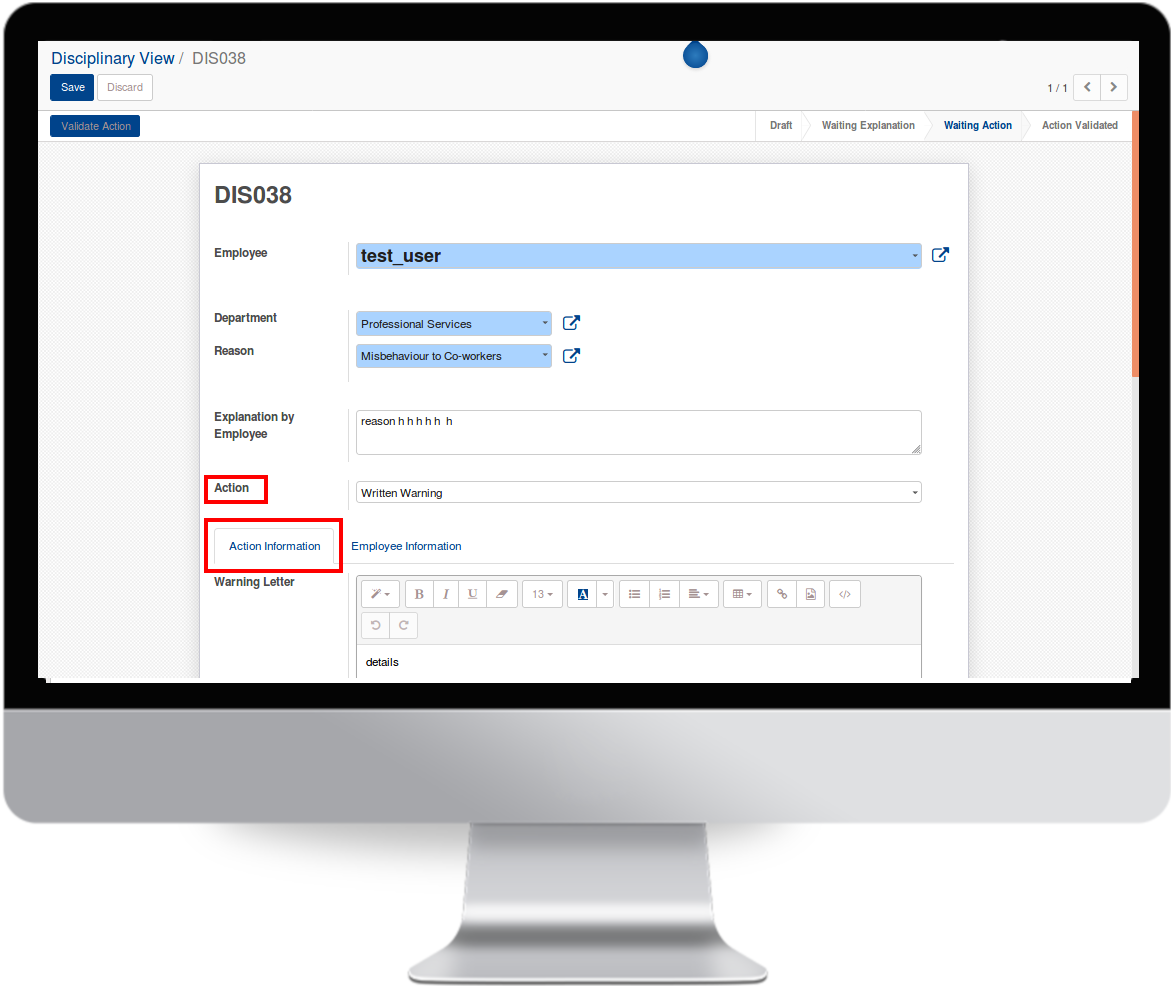 Disciplinary View / DIS038
Save Discard
1 / 1
Validate Action
Draft Waiting Explanation Waiting Action Action Validated
DIS038
Employee test_user
Department Professional Services
Reason Misbehaviour to Co-workers
Explanation by
Employee
reason h h h h h  h
Action Written Warning
Action Information Employee Information
Warning Letter
B I U 13 A </>
details